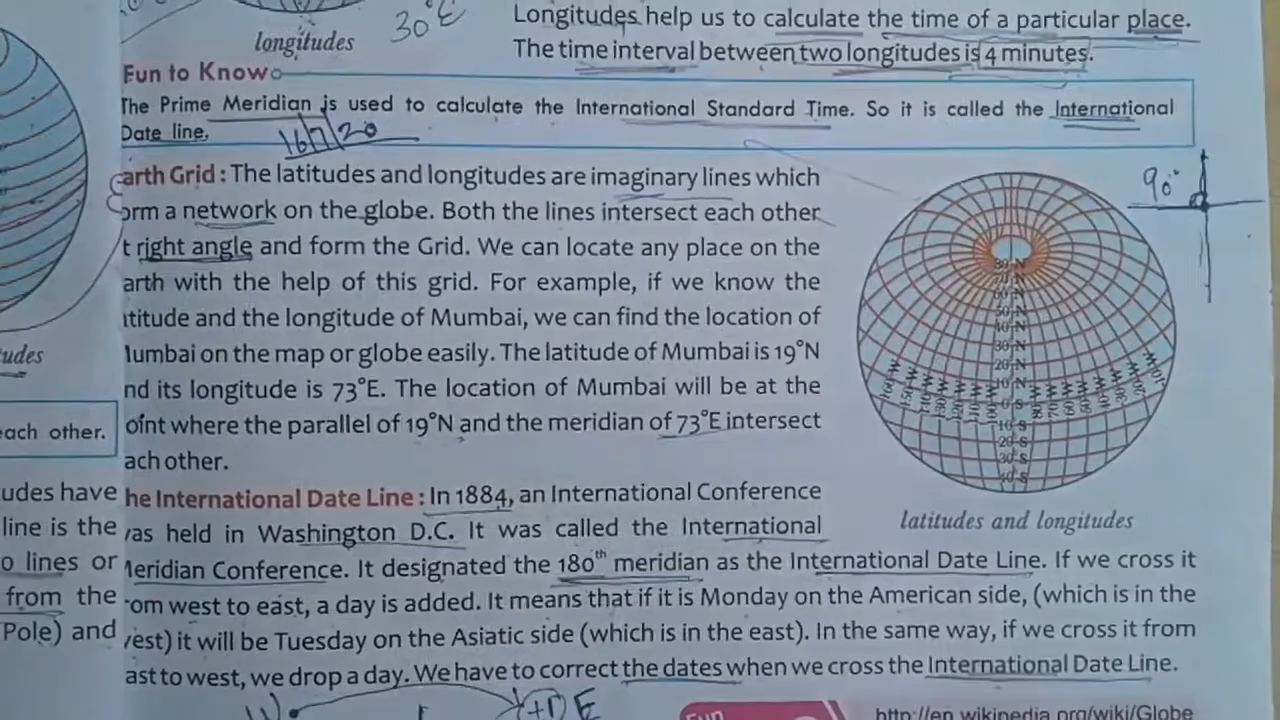 longitudes
30°E
Longitudes help us to calculate the time of a particular place.
The time interval between two longitudes is 4 minutes.
Fun to Know
The Prime Meridian is used to calculate the International Standard Time. So it is called the International
Date line.
16/7/20
arth Grid : The latitudes and longitudes are imaginary lines which
orm a network on the globe. Both the lines intersect each other
t right angle and form the Grid. We can locate any place on the
arth with the help of this grid. For example, if we know the
titude and the longitude of Mumbai, we can find the location of
umbai on the map or globe easily. The latitude of Mumbai is 19°N
nd its longitude is 73°E. The location of Mumbai will be at the
oint where the parallel of 19°N and the meridian of 73°E intersect
ach other.
90°
latitudes and longitudes
he International Date Line : In 1884, an International Conference
as held in Washington D.C. It was called the International
eridian Conference. It designated the 180th meridian as the International Date Line. If we cross it
om west to east, a day is added. It means that if it is Monday on the American side, (which is in the
est) it will be Tuesday on the Asiatic side (which is in the east). In the same way, if we cross it from
ast to west, we drop a day. We have to correct the dates when we cross the International Date Line.
+D E
Fun
http://en.wikipedia.org/wiki/Globe
udes
each other.
udes have
line is the
o lines or
from the
Pole) and